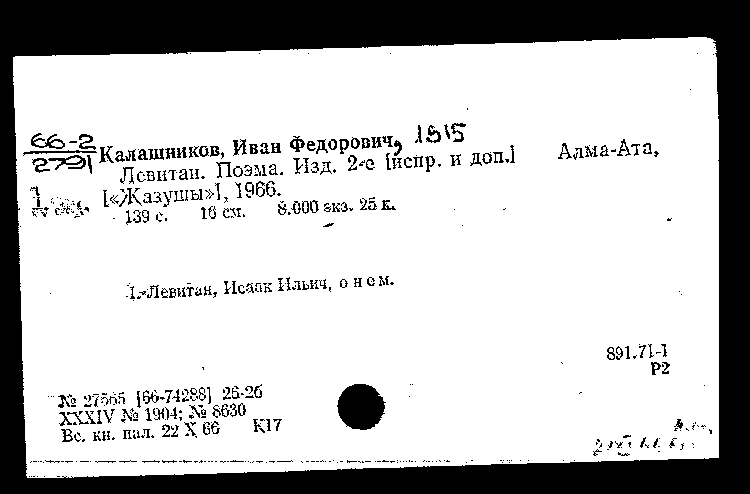 66-2
2791
Калашников, Иван Федорович, 1915
Левитан. Поэма. Изд. 2-е [испр. и доп.] Алма-Ата,
[«Жазушы»], 1966.
139 с. 16 см. 8.000 экз. 25 к.
1. Левитан, Исаак Ильич, о нем.
891.71-1
Р2
№ 27565 [66-74288] 26-26
XXXIV № 1904; № 8630
Вс. кн. пал. 22 X 66 К17